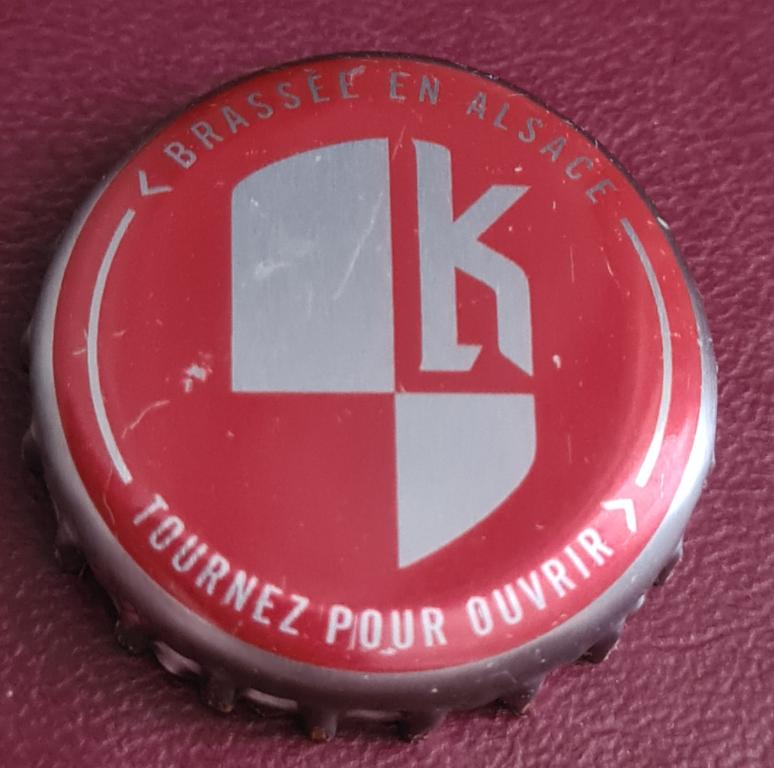 < BRASSÉE EN ALSACE
K
TOURNEZ POUR OUVRIR >